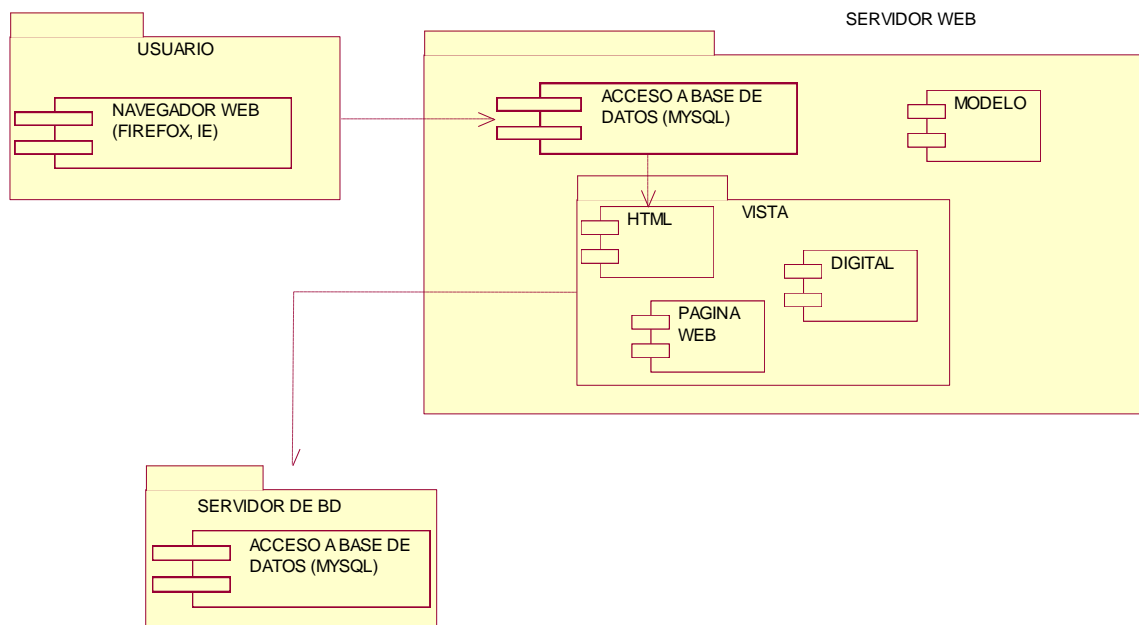 SERVIDOR WEB
USUARIO
NAVEGADOR WEB
(FIREFOX, IE)
ACCESO A BASE DE
DATOS (MYSQL)
MODELO
VISTA
HTML
DIGITAL
PAGINA
WEB
SERVIDOR DE BD
ACCESO A BASE DE
DATOS (MYSQL)